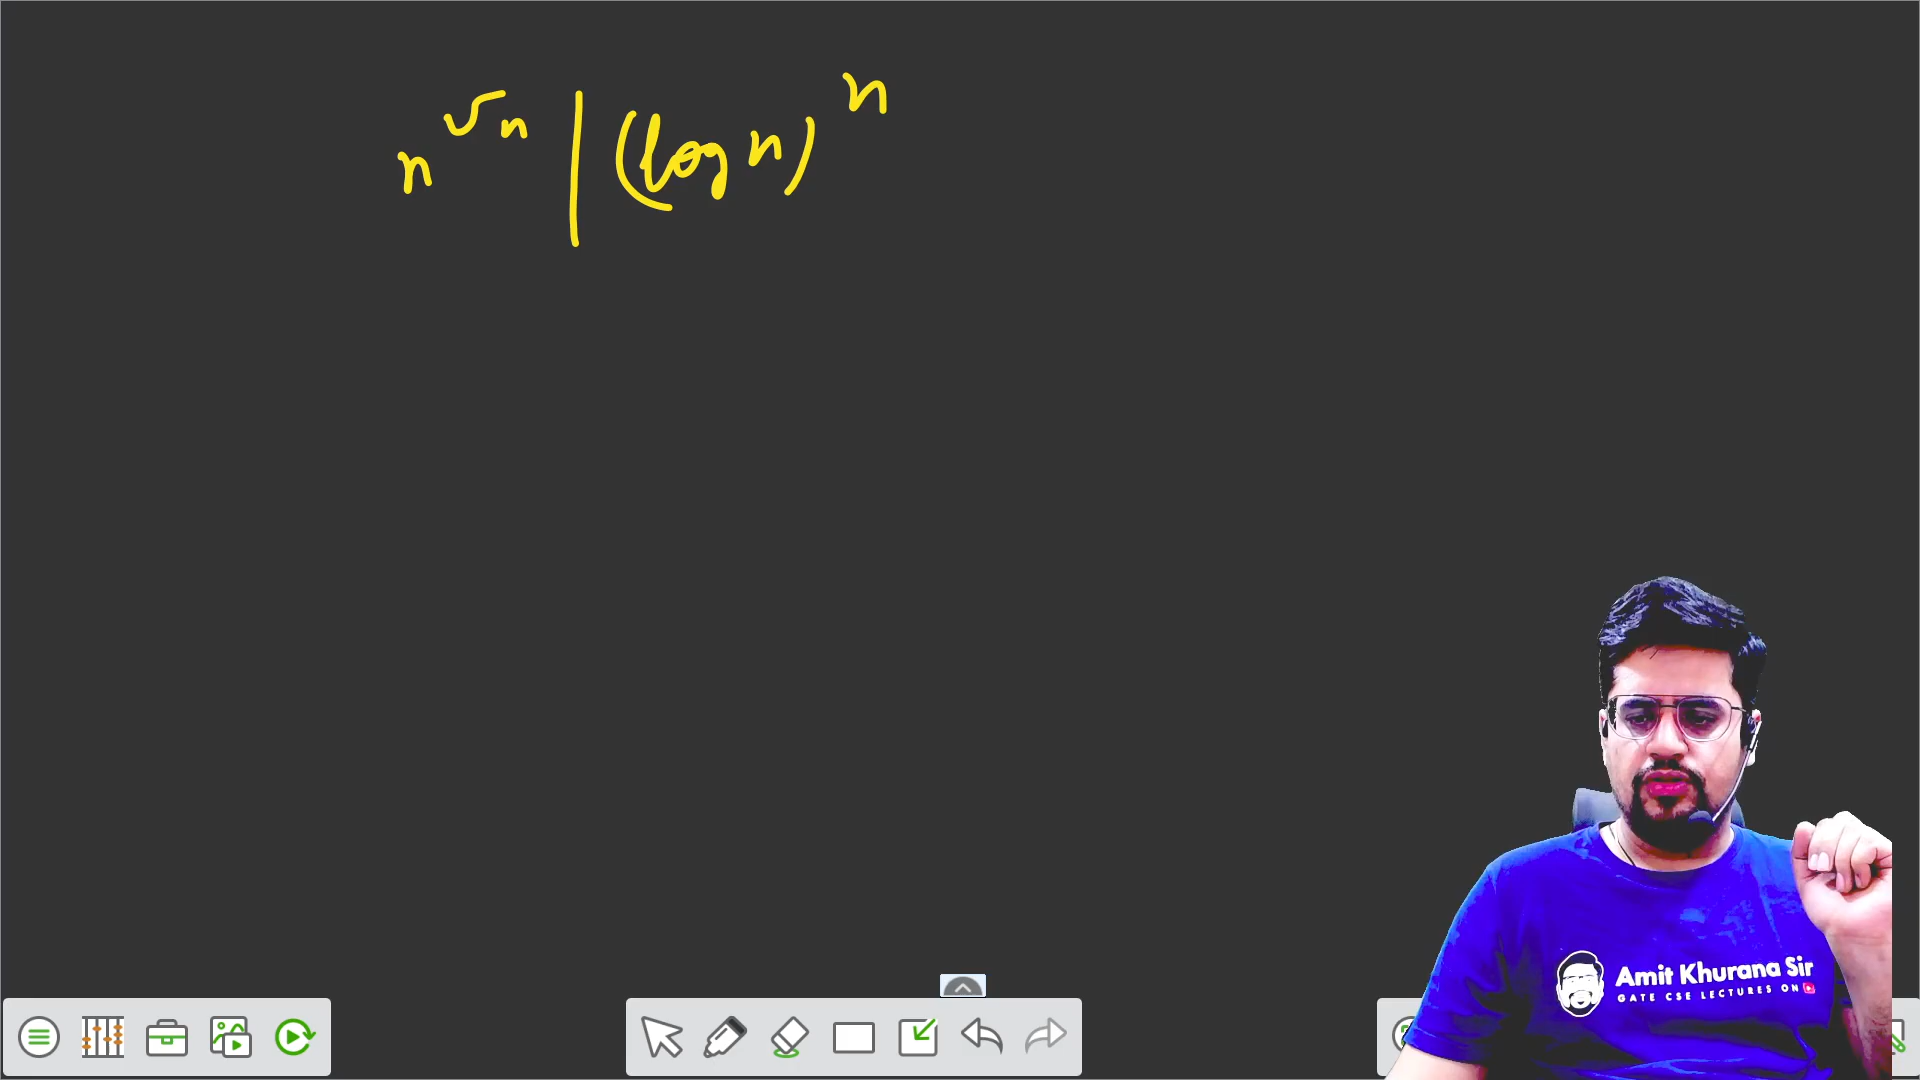 n^√n | (log n)^n
Amit Khurana Sir
GATE CSE LECTURES ON